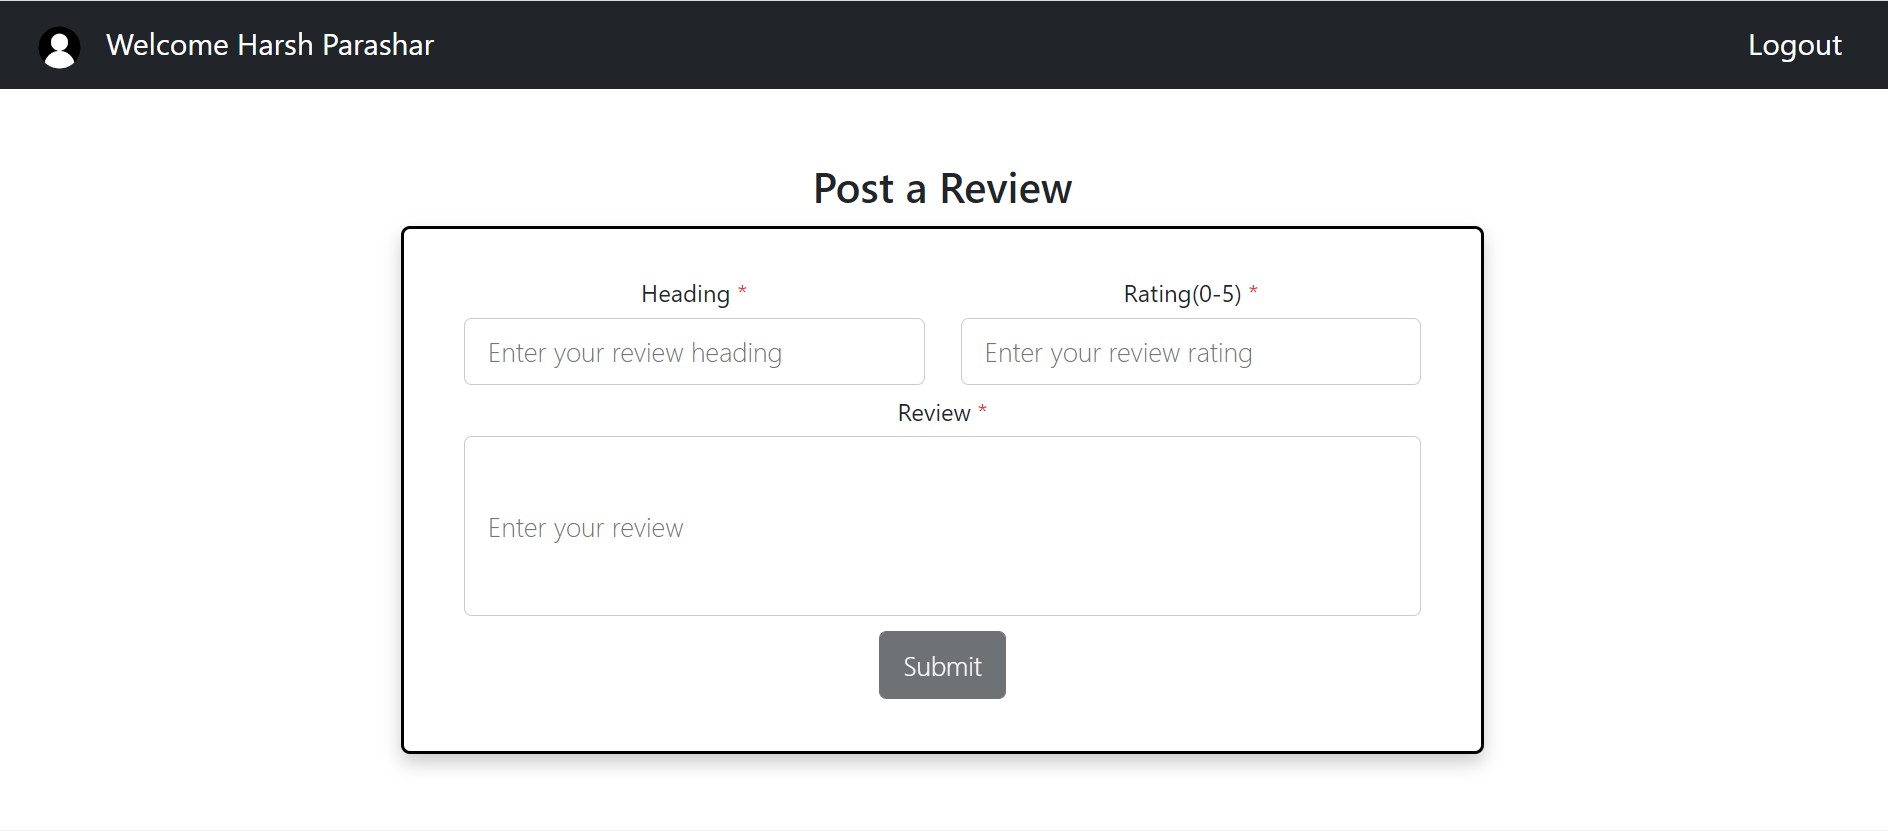 Welcome Harsh Parashar
Logout
Post a Review
Heading *
Rating(0-5) *
Enter your review heading
Enter your review rating
Review *
Enter your review
Submit